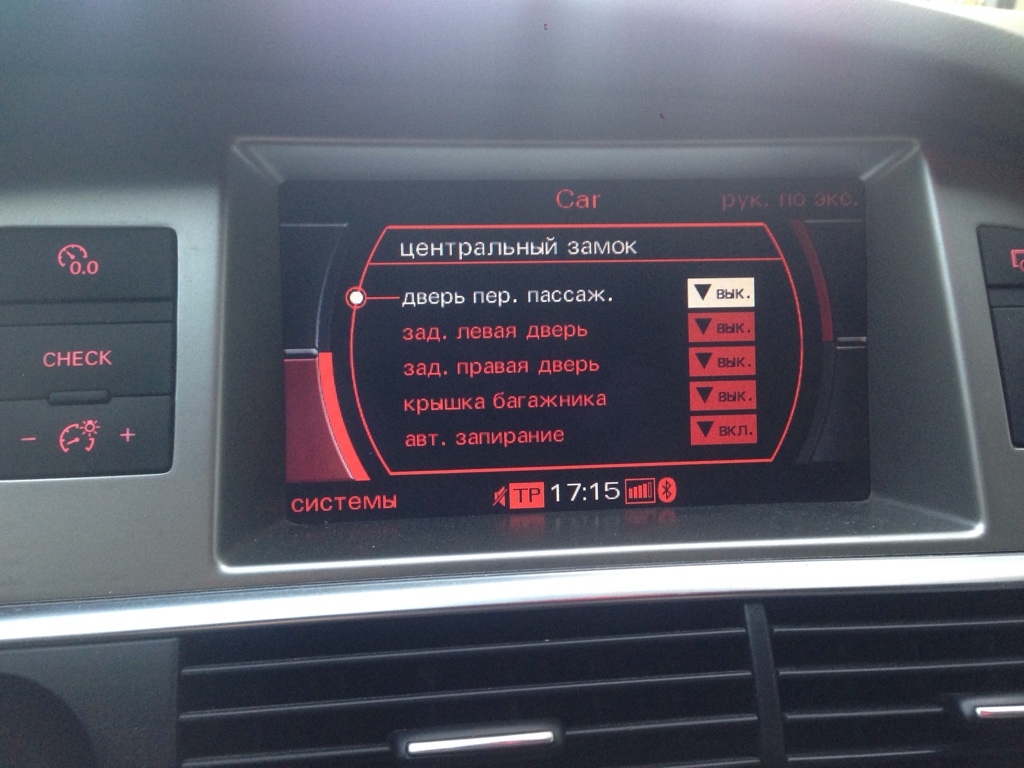 Car
рук. по экс.
центральный замок
дверь пер. пассаж. вык.
зад. левая дверь вык.
зад. правая дверь вык.
крышка багажника вык.
авт. запирание вкл.
системы
TP 17:15
0.0
CHECK
− +